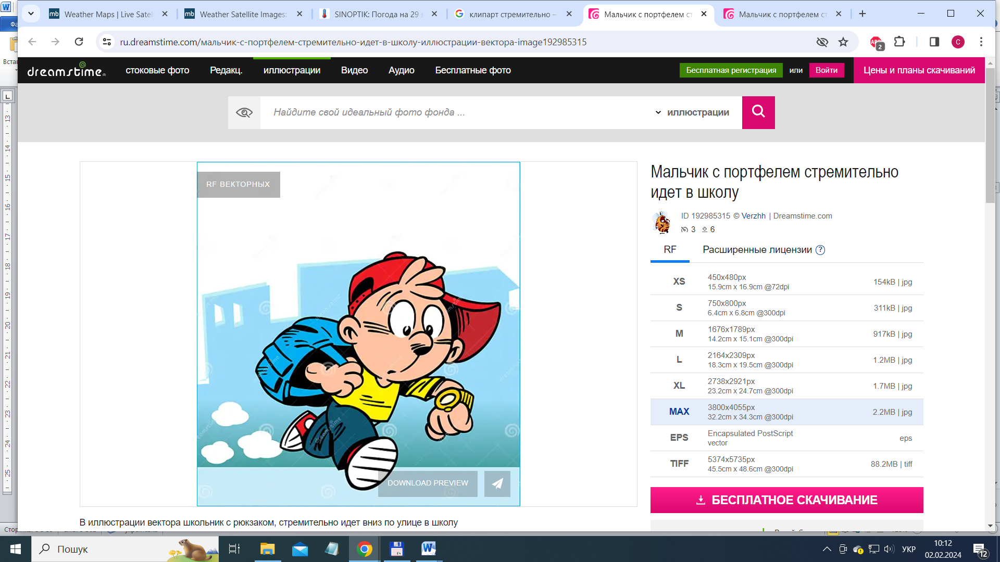 Weather Maps | Live Satel
Weather Satellite Images:
SINOPTIK: Погода на 29 я
клипарт стремительно –
Мальчик с портфелем ст
Мальчик с портфелем ст
ru.dreamstime.com/мальчик-с-портфелем-стремительно-идет-в-школу-иллюстрации-вектора-image192985315
2
C
dreamstime
стоковые фото
Редакц.
иллюстрации
Видео
Аудио
Бесплатные фото
Бесплатная регистрация
или
Войти
Цены и планы скачиваний
Найдите свой идеальный фото фонда ...
иллюстрации
RF ВЕКТОРНЫХ
DOWNLOAD PREVIEW
Мальчик с портфелем стремительно
идет в школу
ID 192985315 © Verzhh | Dreamstime.com
3 6
RF Расширенные лицензии ?
XS 450x480px 15.9cm x 16.9cm @72dpi 154kB | jpg
S 750x800px 6.4cm x 6.8cm @300dpi 311kB | jpg
M 1676x1789px 14.2cm x 15.1cm @300dpi 917kB | jpg
L 2164x2309px 18.3cm x 19.5cm @300dpi 1.2MB | jpg
XL 2738x2921px 23.2cm x 24.7cm @300dpi 1.7MB | jpg
MAX 3800x4055px 32.2cm x 34.3cm @300dpi 2.2MB | jpg
EPS Encapsulated PostScript vector eps
TIFF 5374x5735px 45.5cm x 48.6cm @300dpi 88.2MB | tiff
БЕСПЛАТНОЕ СКАЧИВАНИЕ
В иллюстрации вектора школьник с рюкзаком, стремительно идет вниз по улице в школу
Пошук
УКР
10:12
02.02.2024
12